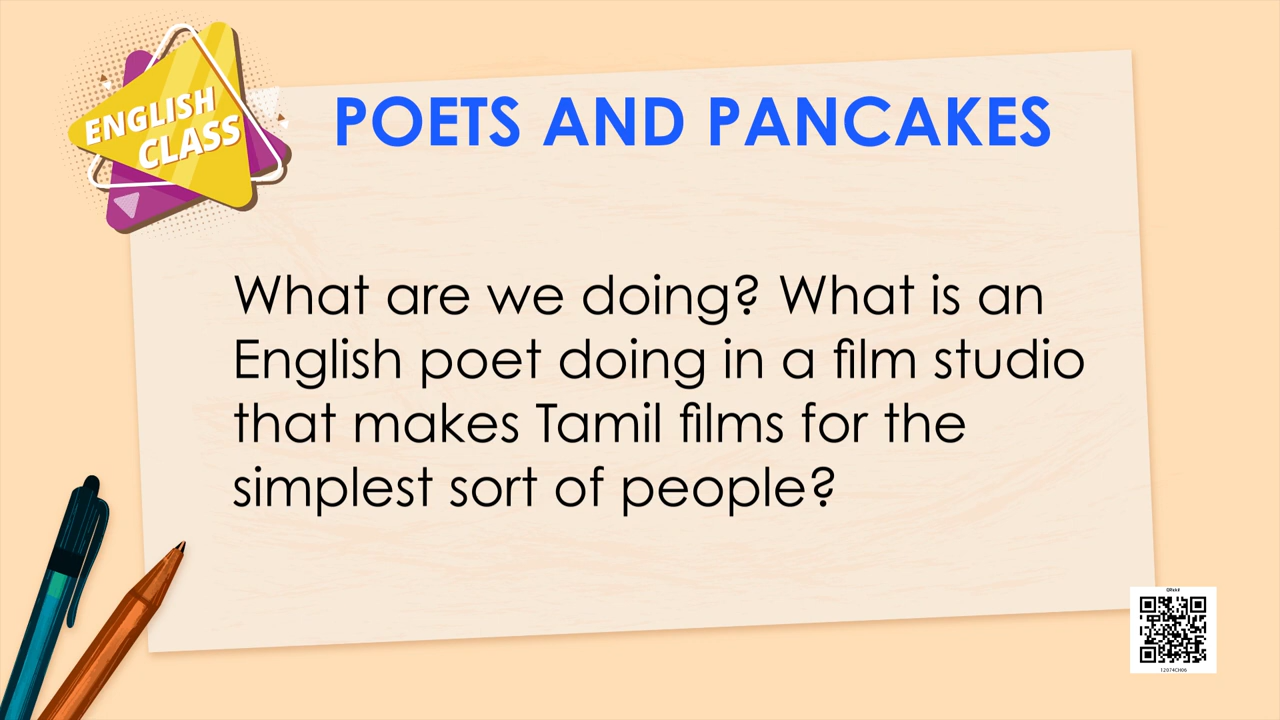 ENGLISH
CLASS
POETS AND PANCAKES
What are we doing? What is an
English poet doing in a film studio
that makes Tamil films for the
simplest sort of people?
12074CH06